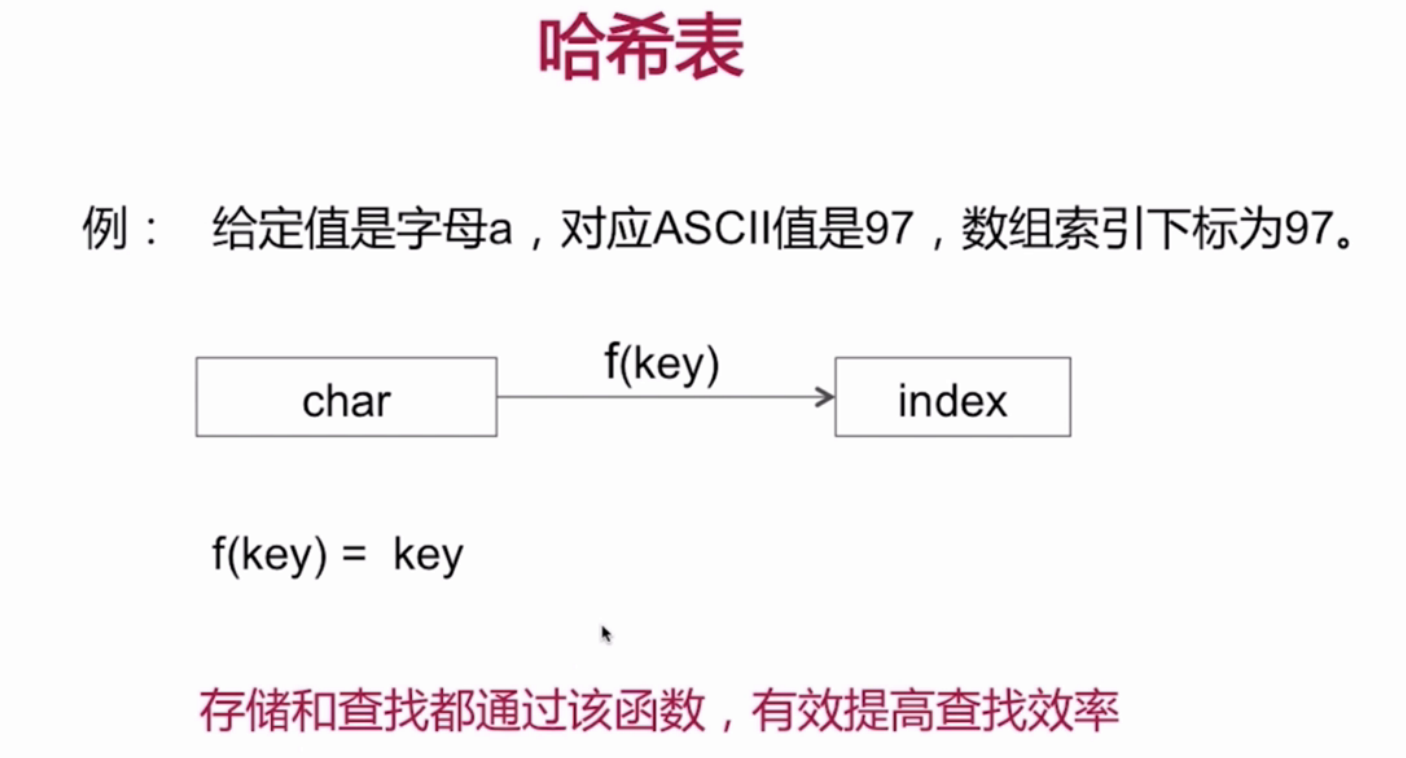 哈希表
例： 给定值是字母a，对应ASCII值是97，数组索引下标为97。
f(key)
char
index
f(key) = key
存储和查找都通过该函数，有效提高查找效率